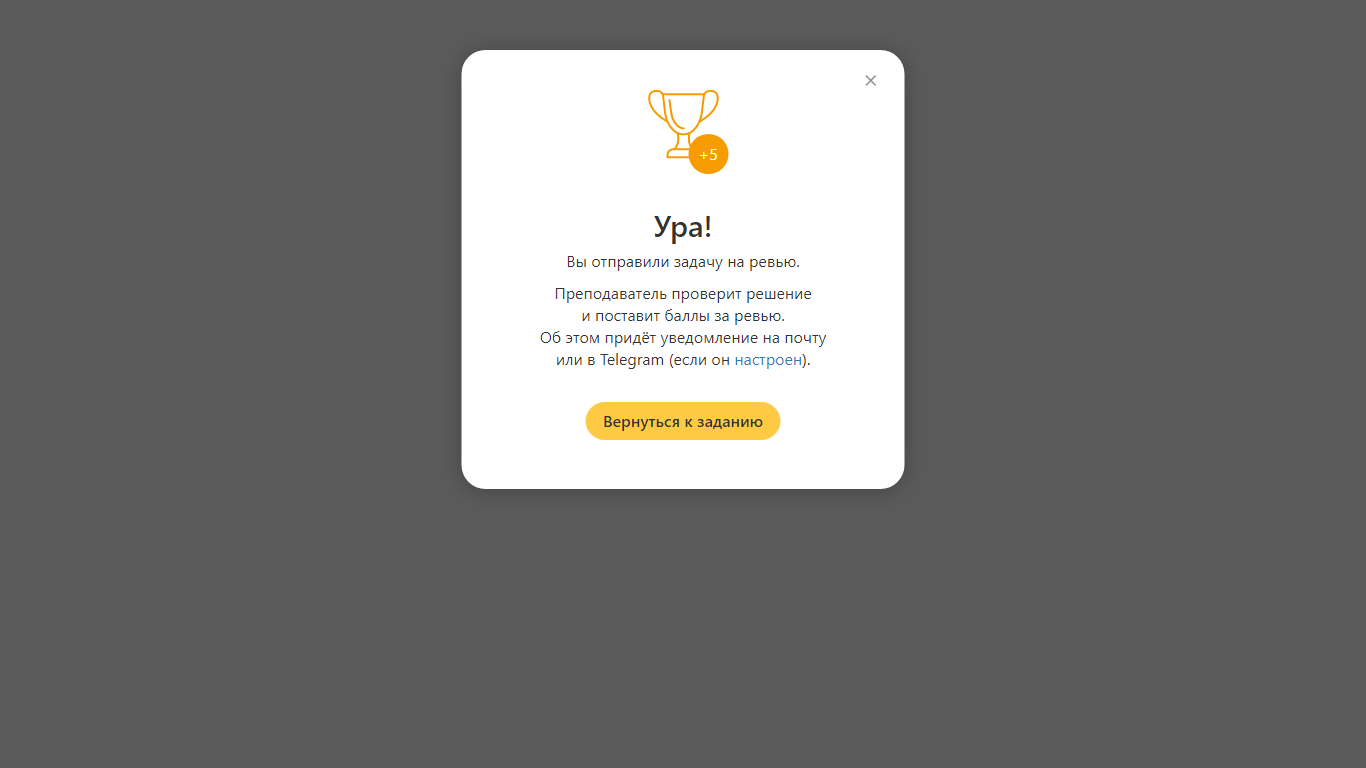 +5
Ура!
Вы отправили задачу на ревью.
Преподаватель проверит решение
и поставит баллы за ревью.
Об этом придёт уведомление на почту
или в Telegram (если он настроен).
Вернуться к заданию